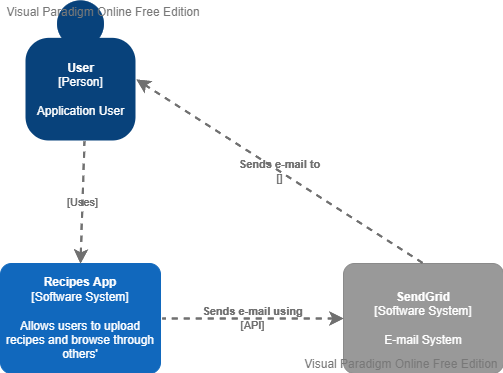 Visual Paradigm Online Free Edition
User
[Person]
Application User
Sends e-mail to
[]
[Uses]
Recipes App
[Software System]
Allows users to upload
recipes and browse through
others'
Sends e-mail using
[API]
SendGrid
[Software System]
E-mail System
Visual Paradigm Online Free Edition